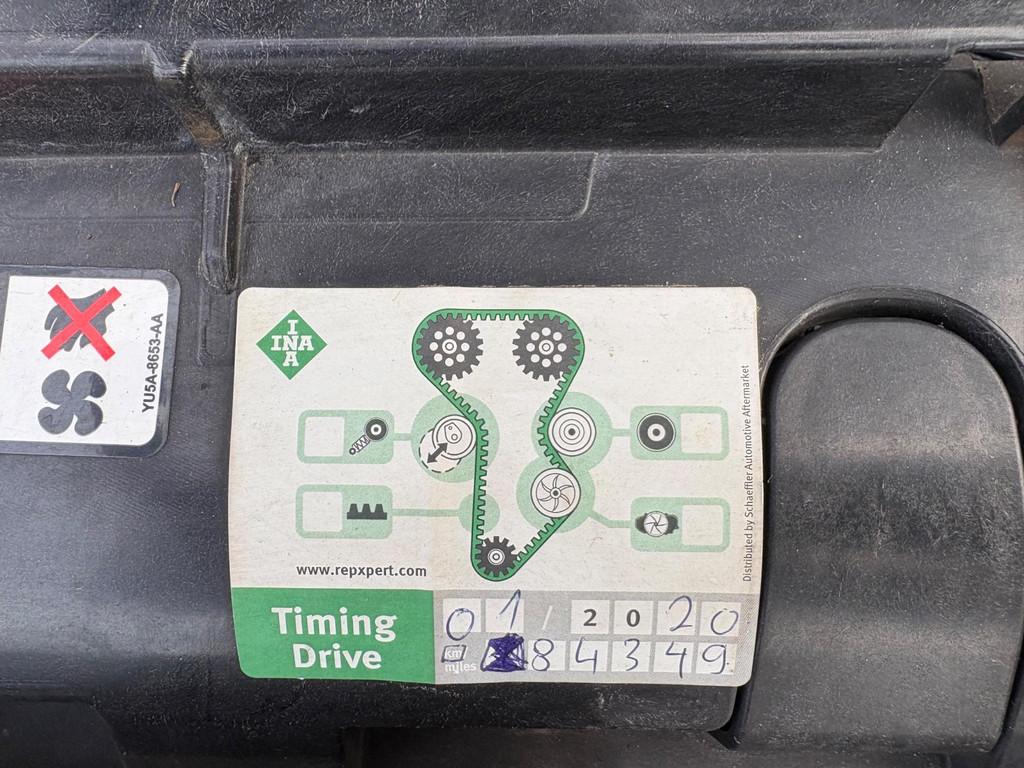 YU5A-8653-AA
I
INA
A
www.repxpert.com
Distributed by Schaeffler Automotive Aftermarket
Timing
Drive
01 / 2020
km
miles
84349